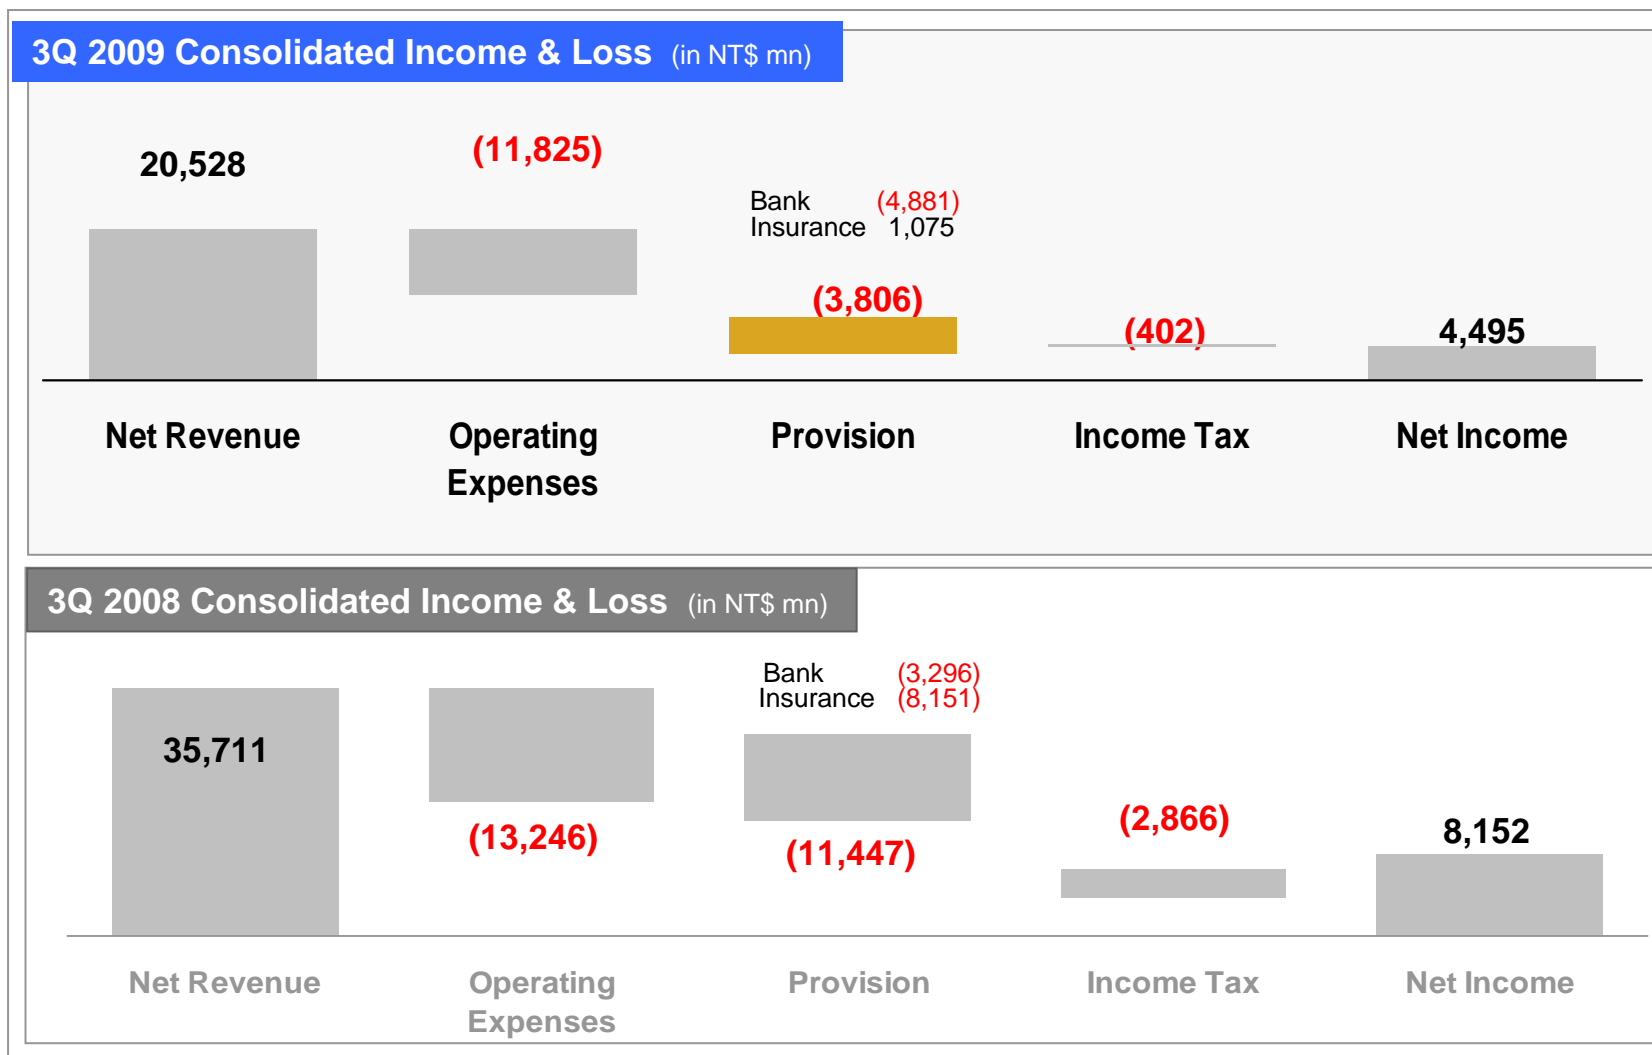 3Q 2009 Consolidated Income & Loss (in NT$ mn)
20,528
(11,825)
Bank (4,881)
Insurance 1,075
(3,806)
(402)
4,495
Net Revenue
Operating
Expenses
Provision
Income Tax
Net Income
3Q 2008 Consolidated Income & Loss (in NT$ mn)
35,711
(13,246)
Bank (3,296)
Insurance (8,151)
(11,447)
(2,866)
8,152
Net Revenue
Operating
Expenses
Provision
Income Tax
Net Income